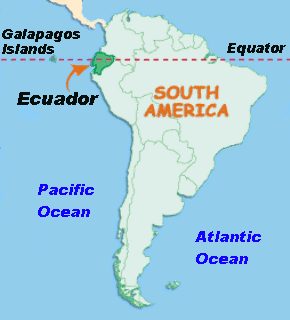 Galapagos
Islands
Equator
Ecuador
SOUTH
AMERICA
Pacific
Ocean
Atlantic
Ocean